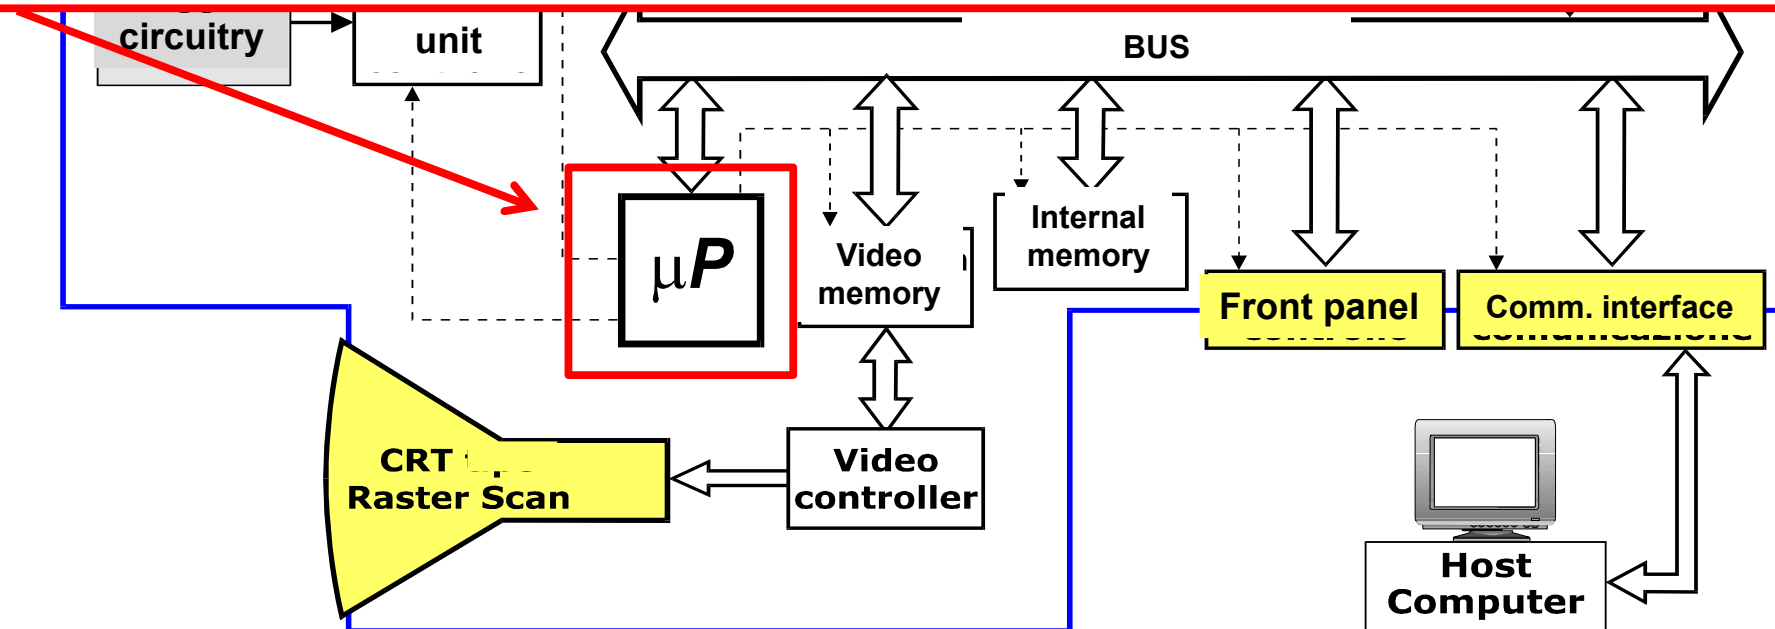 circuitry
unit
BUS
μP
Video
memory
Internal
memory
Front panel
Comm. interface
CRT
Raster Scan
Video
controller
Host
Computer